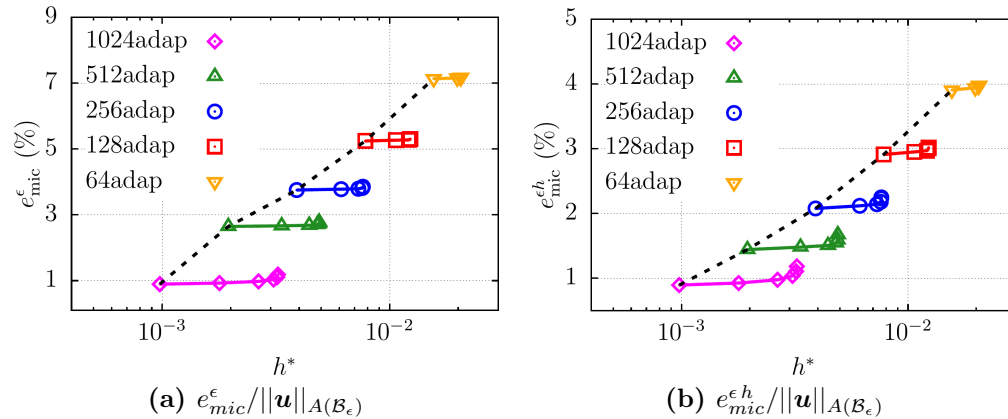 9
7
5
3
1
e^ϵ_mic (%)
1024adap
512adap
256adap
128adap
64adap
10^−3
10^−2
h*
(a) e^ϵ_mic/||u||_A(B_ϵ)
5
4
3
2
1
e^ϵh_mic (%)
1024adap
512adap
256adap
128adap
64adap
10^−3
10^−2
h*
(b) e^ϵh_mic/||u||_A(B_ϵ)